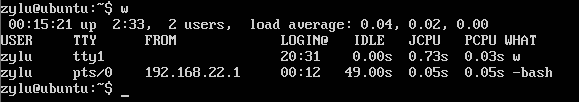 zylu@ubuntu:~$ w
00:15:21 up  2:33,  2 users,  load average: 0.04, 0.02, 0.00
USER     TTY      FROM             LOGIN@   IDLE   JCPU   PCPU WHAT
zylu     tty1                      20:31    0.00s  0.73s  0.03s w
zylu     pts/0    192.168.22.1     00:12   49.00s  0.05s  0.05s -bash
zylu@ubuntu:~$ _